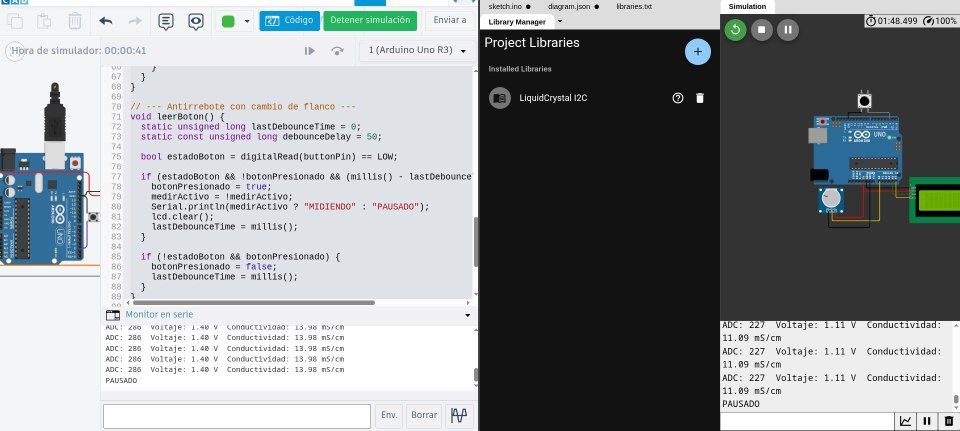 Código
Detener simulación
Enviar a
Hora de simulador: 00:00:41
1 (Arduino Uno R3)
66 }
67 }
68 }
69
70 // --- Antirrebote con cambio de flanco ---
71 void leerBoton() {
72 static unsigned long lastDebounceTime = 0;
73 static const unsigned long debounceDelay = 50;
74
75 bool estadoBoton = digitalRead(buttonPin) == LOW;
76
77 if (estadoBoton && !botonPresionado && (millis() - lastDebounce
78 botonPresionado = true;
79 medirActivo = !medirActivo;
80 Serial.println(medirActivo ? "MIDIENDO" : "PAUSADO");
81 lcd.clear();
82 lastDebounceTime = millis();
83 }
84
85 if (!estadoBoton && botonPresionado) {
86 botonPresionado = false;
87 lastDebounceTime = millis();
88 }
89 }
Monitor en serie
ADC: 286 Voltaje: 1.40 V Conductividad: 13.98 mS/cm
ADC: 286 Voltaje: 1.40 V Conductividad: 13.98 mS/cm
ADC: 286 Voltaje: 1.40 V Conductividad: 13.98 mS/cm
ADC: 286 Voltaje: 1.40 V Conductividad: 13.98 mS/cm
ADC: 286 Voltaje: 1.40 V Conductividad: 13.98 mS/cm
PAUSADO
Env.
Borrar
sketch.ino
diagram.json
libraries.txt
Library Manager
Project Libraries
Installed Libraries
LiquidCrystal I2C
Simulation
01:48.499
100%
UNO
ADC: 227 Voltaje: 1.11 V Conductividad:
11.09 mS/cm
ADC: 227 Voltaje: 1.11 V Conductividad:
11.09 mS/cm
ADC: 227 Voltaje: 1.11 V Conductividad:
11.09 mS/cm
PAUSADO